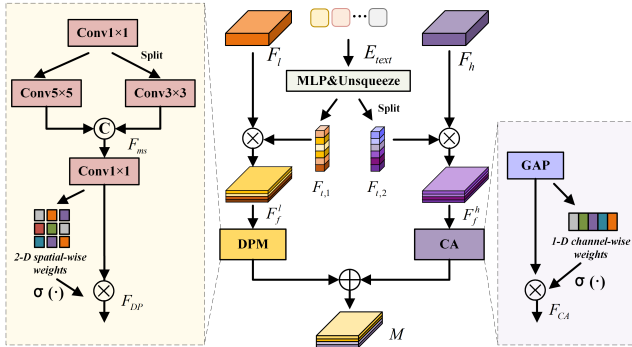 Conv1×1
Split
Conv5×5
Conv3×3
C
F_ms
Conv1×1
2-D spatial-wise
weights
σ (·)
F_DP
F_l
E_text
F_h
MLP&Unsqueeze
Split
F_t,1
F_t,2
F_f^l
F_f^h
DPM
CA
M
GAP
1-D channel-wise
weights
σ (·)
F_CA